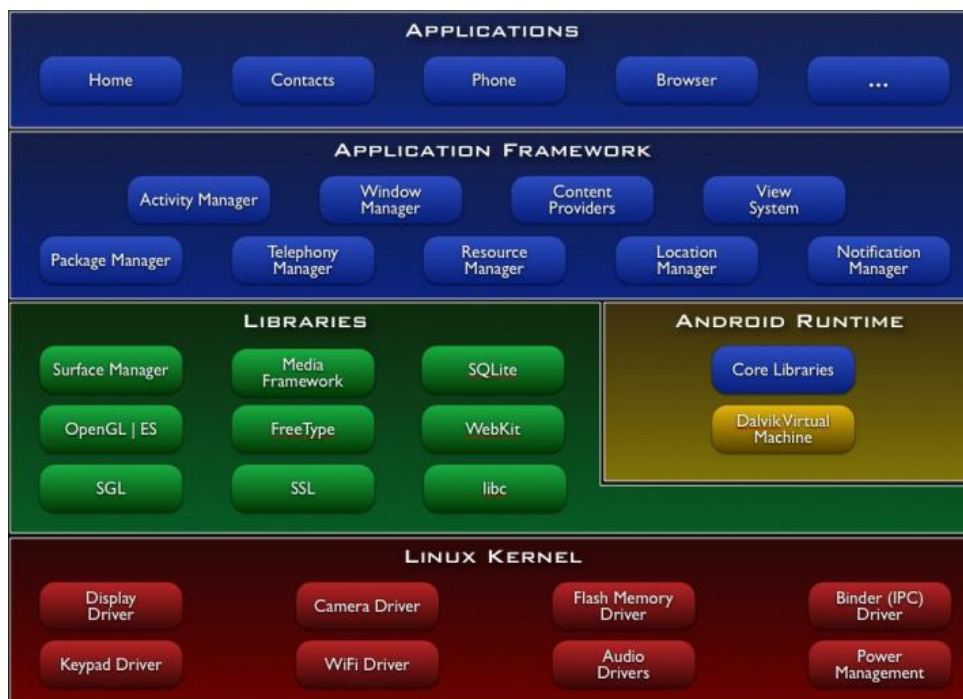 APPLICATIONS
Home
Contacts
Phone
Browser
...
APPLICATION FRAMEWORK
Activity Manager
Window
Manager
Content
Providers
View
System
Package Manager
Telephony
Manager
Resource
Manager
Location
Manager
Notification
Manager
LIBRARIES
Surface Manager
Media
Framework
SQLite
OpenGL | ES
FreeType
WebKit
SGL
SSL
libc
ANDROID RUNTIME
Core Libraries
Dalvik Virtual
Machine
LINUX KERNEL
Display
Driver
Camera Driver
Flash Memory
Driver
Binder (IPC)
Driver
Keypad Driver
WiFi Driver
Audio
Drivers
Power
Management